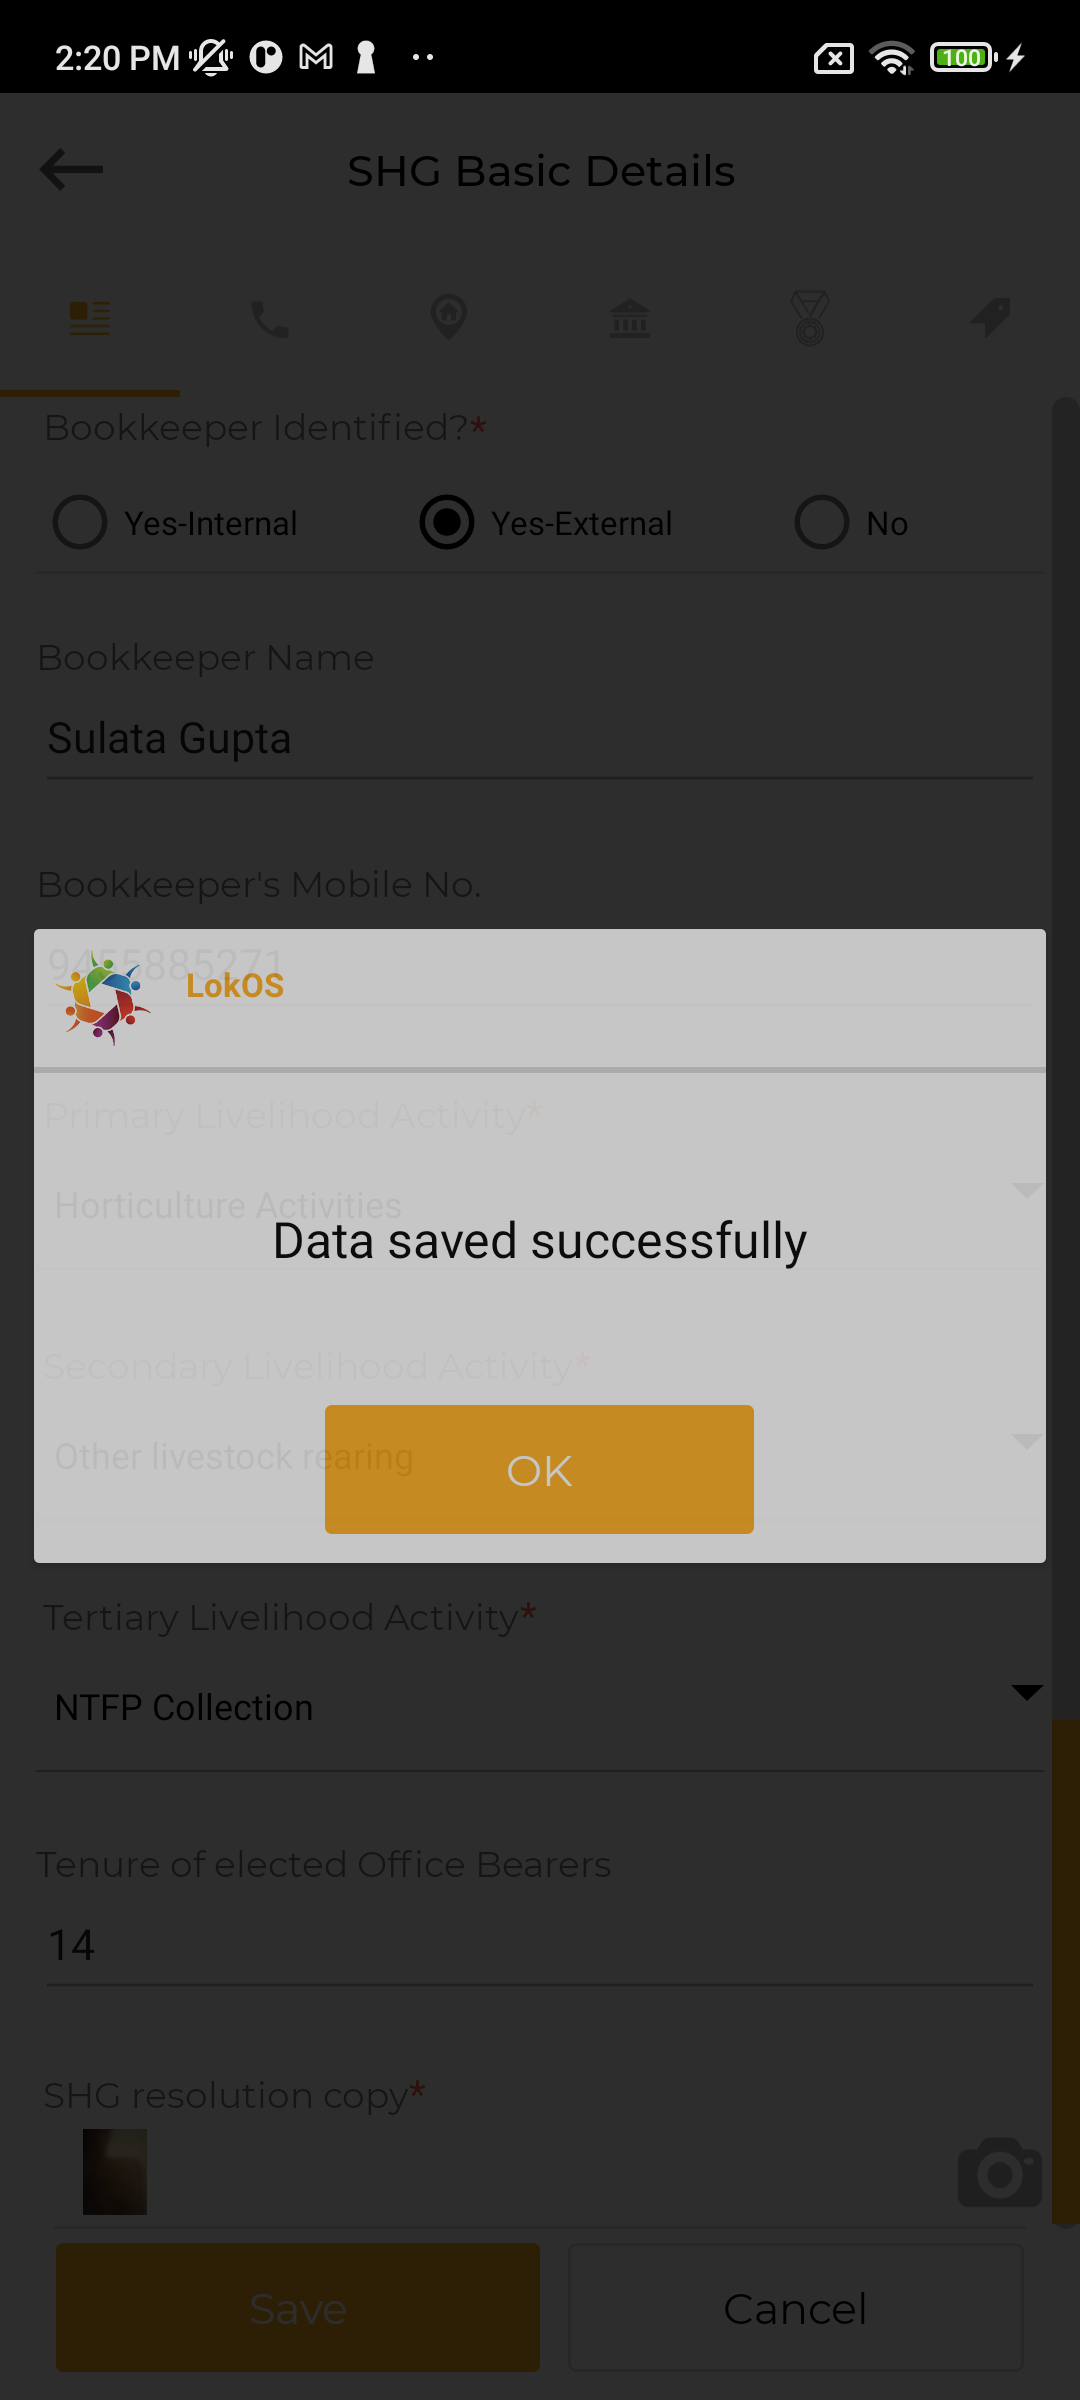 2:20 PM
100
SHG Basic Details
Bookkeeper Identified?*
Yes-Internal Yes-External No
Bookkeeper Name
Sulata Gupta
Bookkeeper's Mobile No.
9455885271
LokOS
Primary Livelihood Activity*
Horticulture Activities
Data saved successfully
Secondary Livelihood Activity*
Other livestock rearing
OK
Tertiary Livelihood Activity*
NTFP Collection
Tenure of elected Office Bearers
14
SHG resolution copy*
Save Cancel